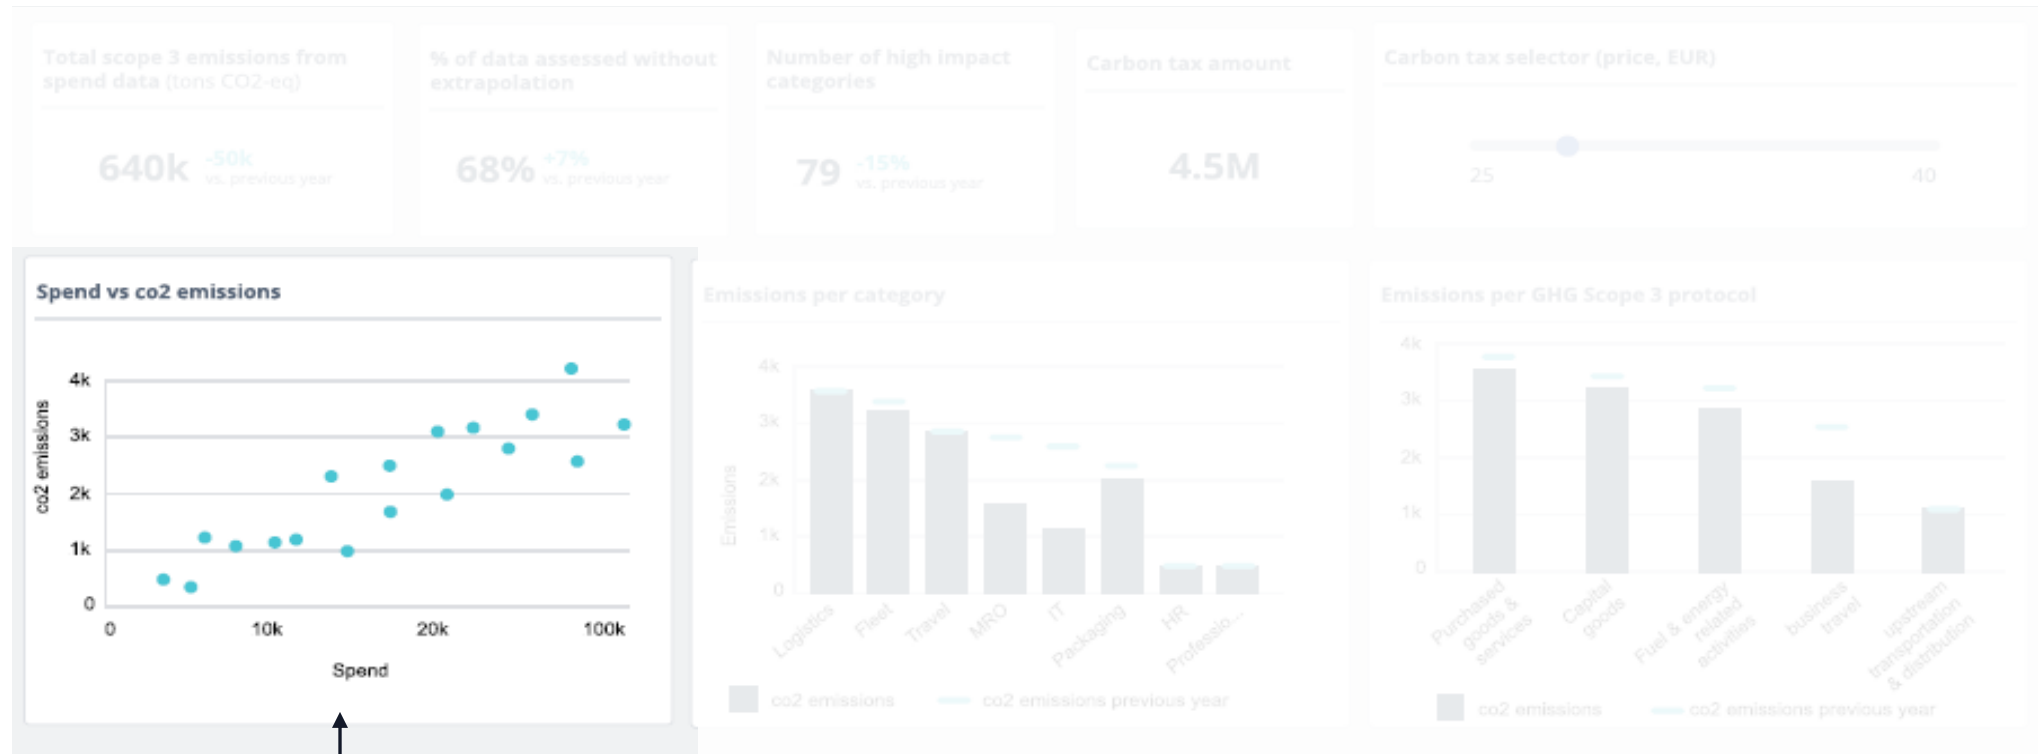 Total scope 3 emissions from
spend data (tons CO2-eq)
640k
-50k
vs. previous year
% of data assessed without
extrapolation
68%
+7%
vs. previous year
Number of high impact
categories
79
-15%
vs. previous year
Carbon tax amount
4.5M
Carbon tax selector (price, EUR)
25
40
Spend vs co2 emissions
co2 emissions
4k
3k
2k
1k
0
0
10k
20k
100k
Spend
Emissions per category
Emissions
4k
3k
2k
1k
0
Logistics
Fleet
Travel
MRO
IT
Packaging
HR
Professio...
co2 emissions
co2 emissions previous year
Emissions per GHG Scope 3 protocol
4k
3k
2k
1k
0
Purchased
goods &
services
Capital
goods
Fuel & energy
related
activities
business
travel
upstream
transportation
& distribution
co2 emissions
co2 emissions previous year